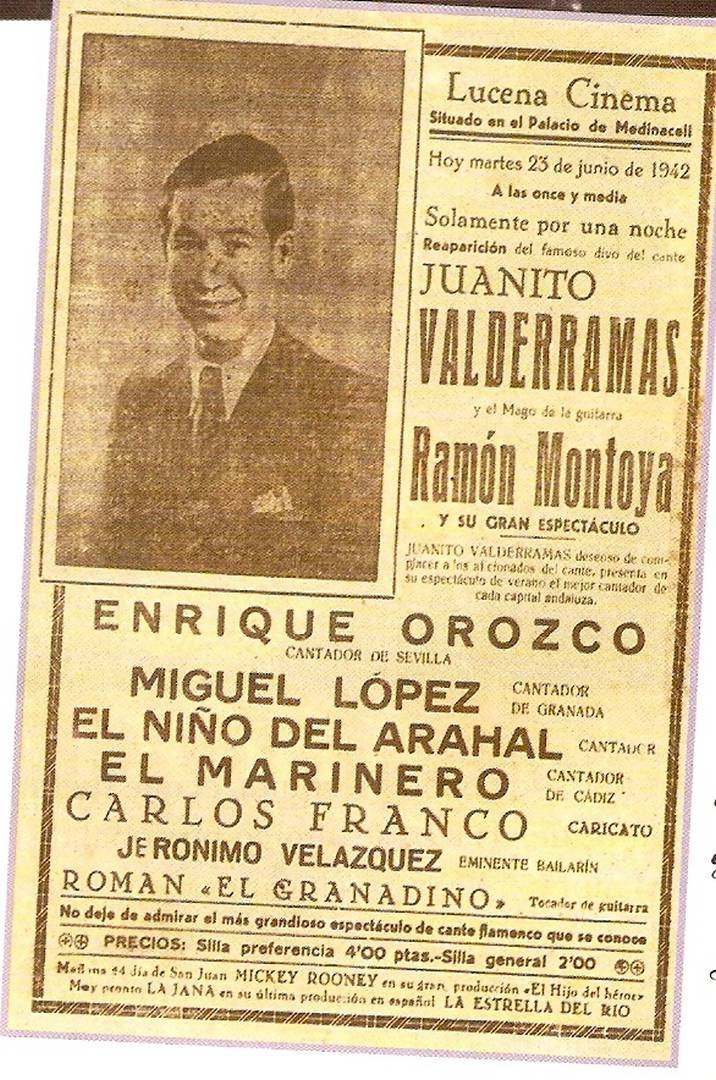 Lucena Cinema
Situado en el Palacio de Medinaceli
Hoy martes 23 de junio de 1942
A las once y media
Solamente por una noche
Reaparición del famoso divo del cante
JUANITO
VALDERRAMAS
y el Mago de la guitarra
Ramón Montoya
Y SU GRAN ESPECTÁCULO
JUANITO VALDERRAMAS deseoso de com-
placer a los aficionados del cante, presenta en
su espectáculo de verano el mejor cantador de
cada capital andaluza.
ENRIQUE OROZCO
CANTADOR DE SEVILLA
MIGUEL LÓPEZ CANTADOR DE GRANADA
EL NIÑO DEL ARAHAL CANTADOR
EL MARINERO CANTADOR DE CÁDIZ
CARLOS FRANCO CARICATO
JERONIMO VELAZQUEZ EMINENTE BAILARÍN
ROMAN «EL GRANADINO» Tocador de guitarra
No deje de admirar el más grandioso espectáculo de cante flamenco que se conoce
PRECIOS: Silla preferencia 4'00 ptas.-Silla general 2'00
Mañana 24 día de San Juan MICKEY ROONEY en su gran producción «El Hijo del héroe»
Muy pronto LA JANA en su última producción en español LA ESTRELLA DEL RIO